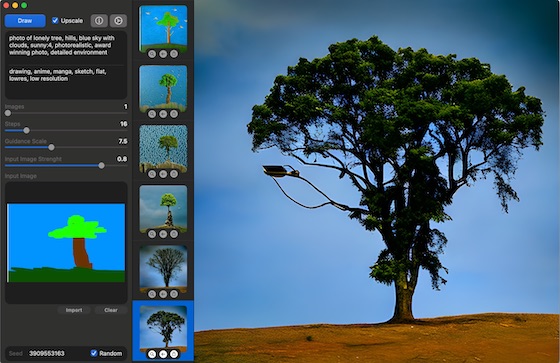 Draw
Upscale
photo of lonely tree, hills, blue sky with
clouds, sunny:4, photorealistic, award
winning photo, detailed environment
drawing, anime, manga, sketch, flat,
lowres, low resolution
Images 1
Steps 16
Guidance Scale 7.5
Input Image Strenght 0.8
Input Image
Import Clear
Seed 3909553163 Random